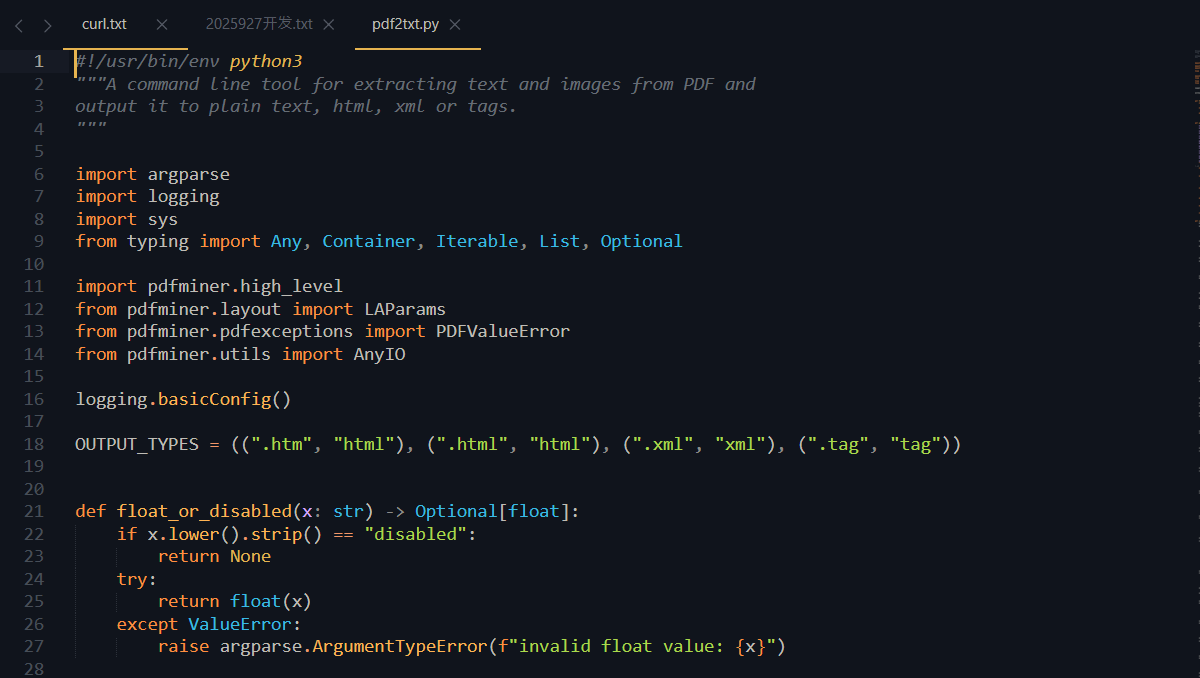 curl.txt
2025927开发.txt
pdf2txt.py
1 #!/usr/bin/env python3
2 """A command line tool for extracting text and images from PDF and
3 output it to plain text, html, xml or tags.
4 """
5
6 import argparse
7 import logging
8 import sys
9 from typing import Any, Container, Iterable, List, Optional
10
11 import pdfminer.high_level
12 from pdfminer.layout import LAParams
13 from pdfminer.pdfexceptions import PDFValueError
14 from pdfminer.utils import AnyIO
15
16 logging.basicConfig()
17
18 OUTPUT_TYPES = ((".htm", "html"), (".html", "html"), (".xml", "xml"), (".tag", "tag"))
19
20
21 def float_or_disabled(x: str) -> Optional[float]:
22     if x.lower().strip() == "disabled":
23         return None
24     try:
25         return float(x)
26     except ValueError:
27         raise argparse.ArgumentTypeError(f"invalid float value: {x}")
28